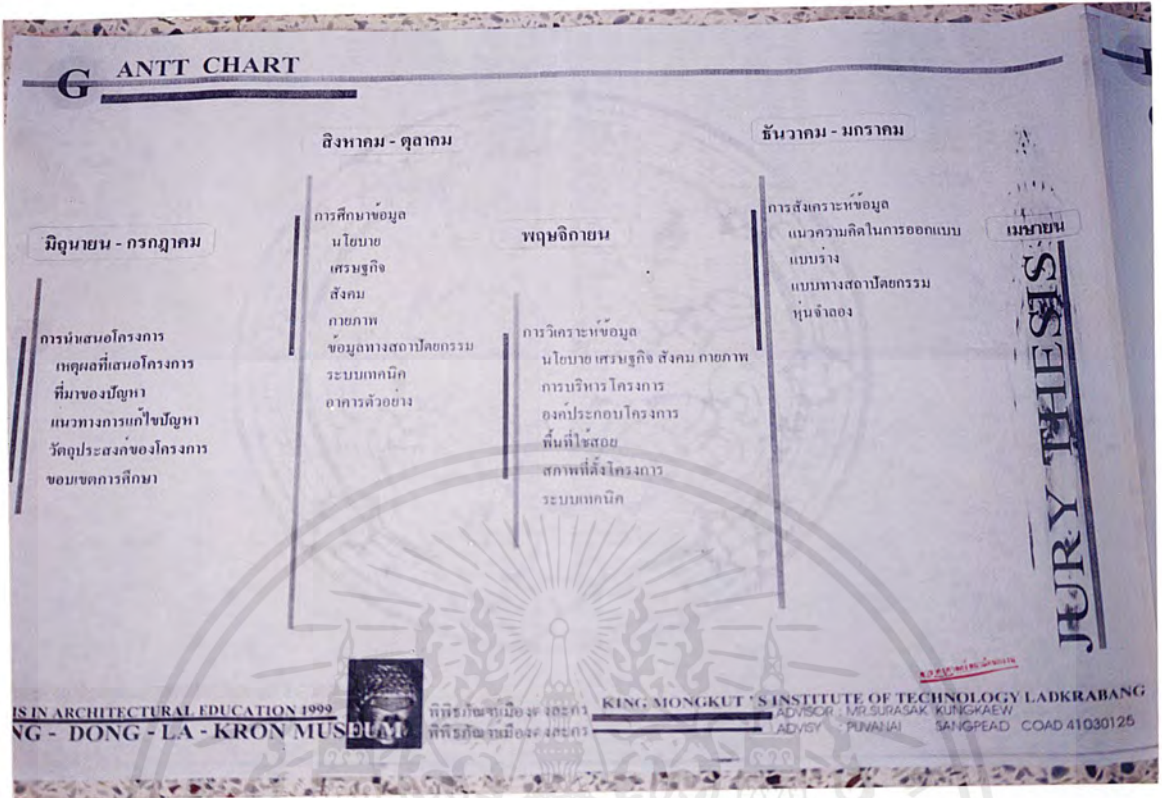 GANTT CHART
มิถุนายน - กรกฎาคม
การนำเสนอโครงการ
เหตุผลที่เสนอโครงการ
ที่มาของปัญหา
แนวทางการแก้ไขปัญหา
วัตถุประสงค์ของโครงการ
ขอบเขตการศึกษา
สิงหาคม - ตุลาคม
การศึกษาข้อมูล
นโยบาย
เศรษฐกิจ
สังคม
กายภาพ
ข้อมูลทางสถาปัตยกรรม
ระบบเทคนิค
อาคารตัวอย่าง
พฤษจิกายน
การวิเคราะห์ข้อมูล
นโยบาย เศรษฐกิจ สังคม กายภาพ
การบริหารโครงการ
องค์ประกอบโครงการ
พื้นที่ใช้สอย
สภาพที่ตั้งโครงการ
ระบบเทคนิค
ธันวาคม - มกราคม
การสังเคราะห์ข้อมูล
แนวความคิดในการออกแบบ
แบบร่าง
แบบทางสถาปัตยกรรม
หุ่นจำลอง
เมษายน
JURY THESIS
IS IN ARCHITECTURAL EDUCATION 1999
NG - DONG - LA - KRON MUSEUM
KING MONGKUT 'S INSTITUTE OF TECHNOLOGY LADKRABANG
ADVISOR : MR.SURASAK KUNGKAEW
ADVISY : PUVANAI SANGPEAD COAD 41030125